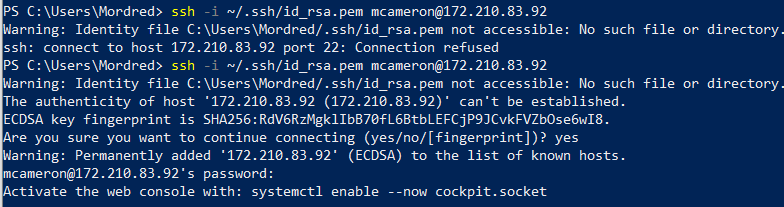 PS C:\Users\Mordred> ssh -i ~/.ssh/id_rsa.pem mcameron@172.210.83.92
Warning: Identity file C:\Users\Mordred/.ssh/id_rsa.pem not accessible: No such file or directory.
ssh: connect to host 172.210.83.92 port 22: Connection refused
PS C:\Users\Mordred> ssh -i ~/.ssh/id_rsa.pem mcameron@172.210.83.92
Warning: Identity file C:\Users\Mordred/.ssh/id_rsa.pem not accessible: No such file or directory.
The authenticity of host '172.210.83.92 (172.210.83.92)' can't be established.
ECDSA key fingerprint is SHA256:RdV6RzMgklIbB70fL6BtbLEFCjP9JCvkFVZbOse6wI8.
Are you sure you want to continue connecting (yes/no/[fingerprint])? yes
Warning: Permanently added '172.210.83.92' (ECDSA) to the list of known hosts.
mcameron@172.210.83.92's password:
Activate the web console with: systemctl enable --now cockpit.socket